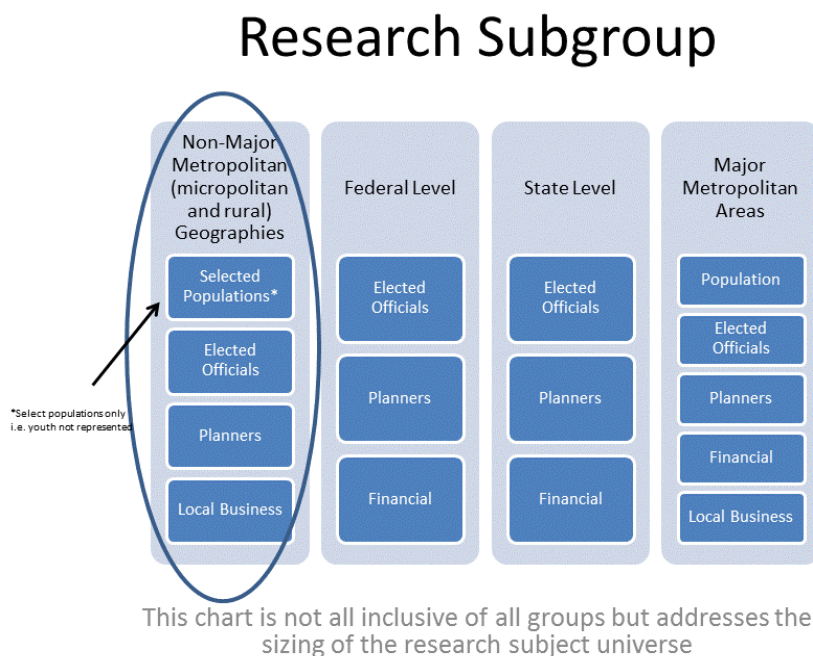 Research Subgroup
Non-Major
Metropolitan
(micropolitan
and rural)
Geographies
Selected
Populations*
Elected
Officials
Planners
Local Business
*Select populations only
i.e. youth not represented
Federal Level
Elected
Officials
Planners
Financial
State Level
Elected
Officials
Planners
Financial
Major
Metropolitan
Areas
Population
Elected
Officials
Planners
Financial
Local Business
This chart is not all inclusive of all groups but addresses the
sizing of the research subject universe